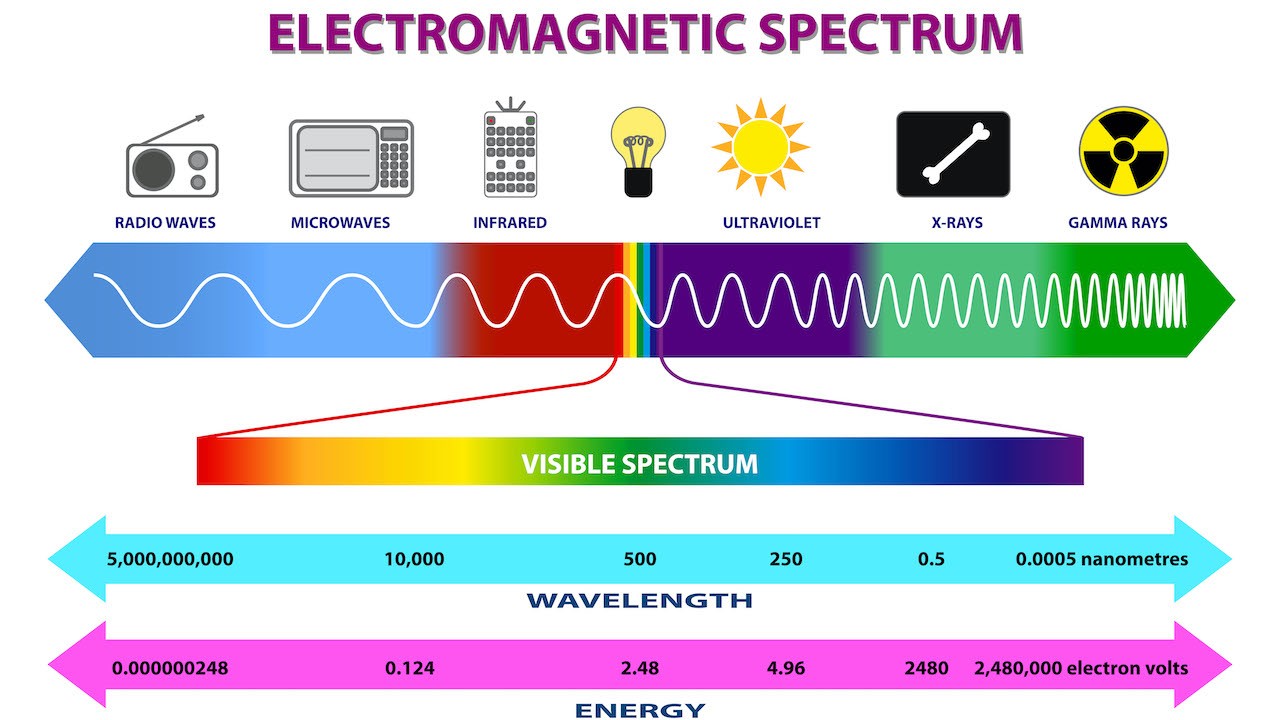 ELECTROMAGNETIC SPECTRUM
RADIO WAVES MICROWAVES INFRARED ULTRAVIOLET X-RAYS GAMMA RAYS
VISIBLE SPECTRUM
5,000,000,000 10,000 500 250 0.5 0.0005 nanometres
WAVELENGTH
0.000000248 0.124 2.48 4.96 2480 2,480,000 electron volts
ENERGY